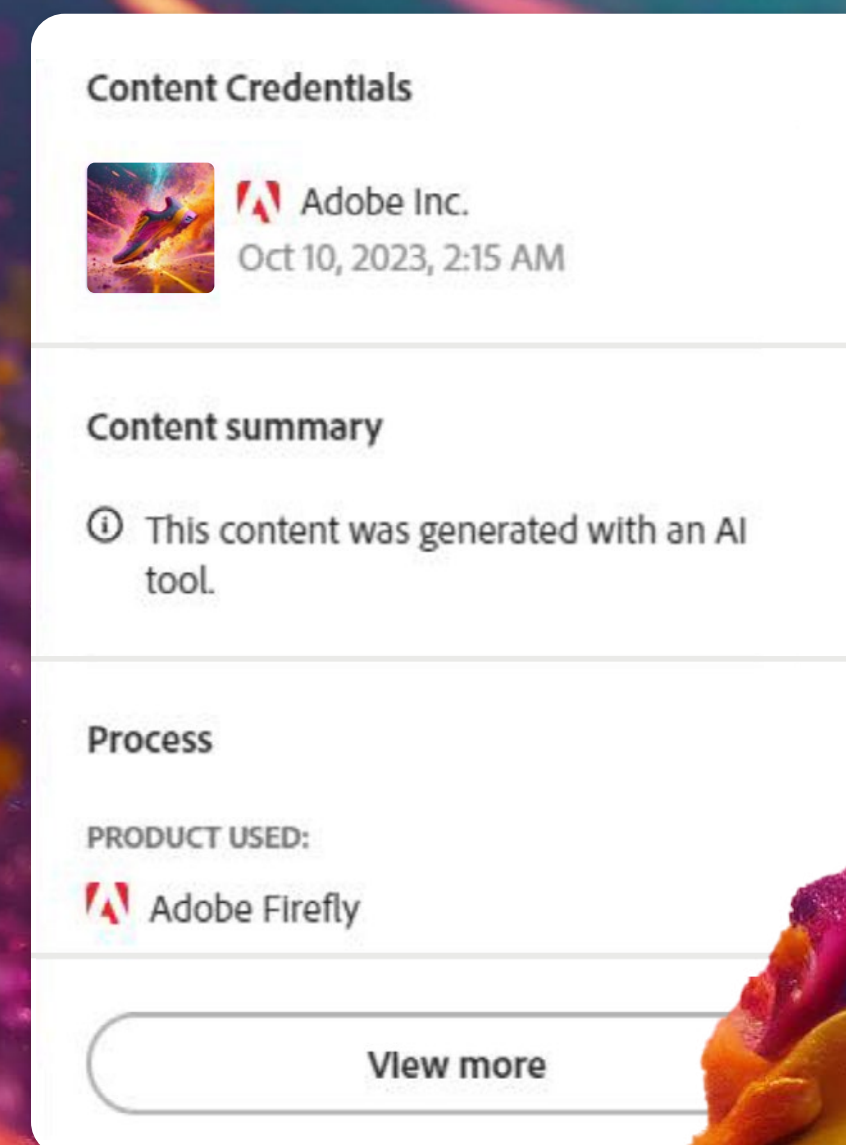 Content Credentials
Adobe Inc.
Oct 10, 2023, 2:15 AM
Content summary
This content was generated with an AI
tool.
Process
PRODUCT USED:
Adobe Firefly
View more